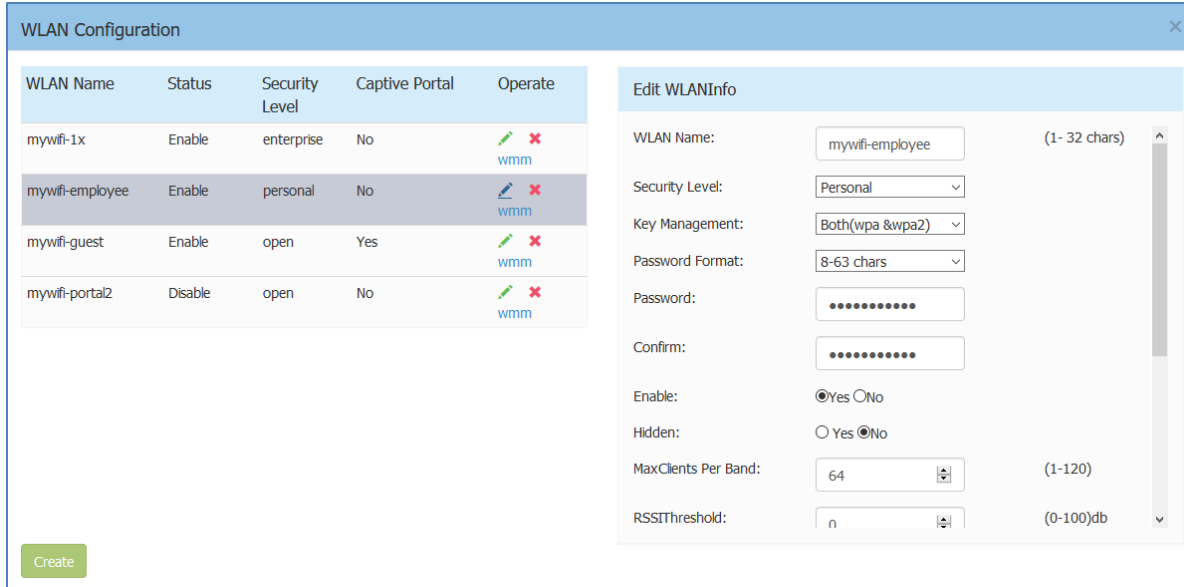 WLAN Configuration
×
WLAN Name Status Security Level Captive Portal Operate
mywifi-1x Enable enterprise No
wmm
mywifi-employee Enable personal No
wmm
mywifi-guest Enable open Yes
wmm
mywifi-portal2 Disable open No
wmm
Create
Edit WLANInfo
WLAN Name: mywifi-employee (1- 32 chars)
Security Level: Personal
Key Management: Both(wpa &wpa2)
Password Format: 8-63 chars
Password: •••••••••••
Confirm: •••••••••••
Enable: Yes No
Hidden: Yes No
MaxClients Per Band: 64 (1-120)
RSSIThreshold: 0 (0-100)db